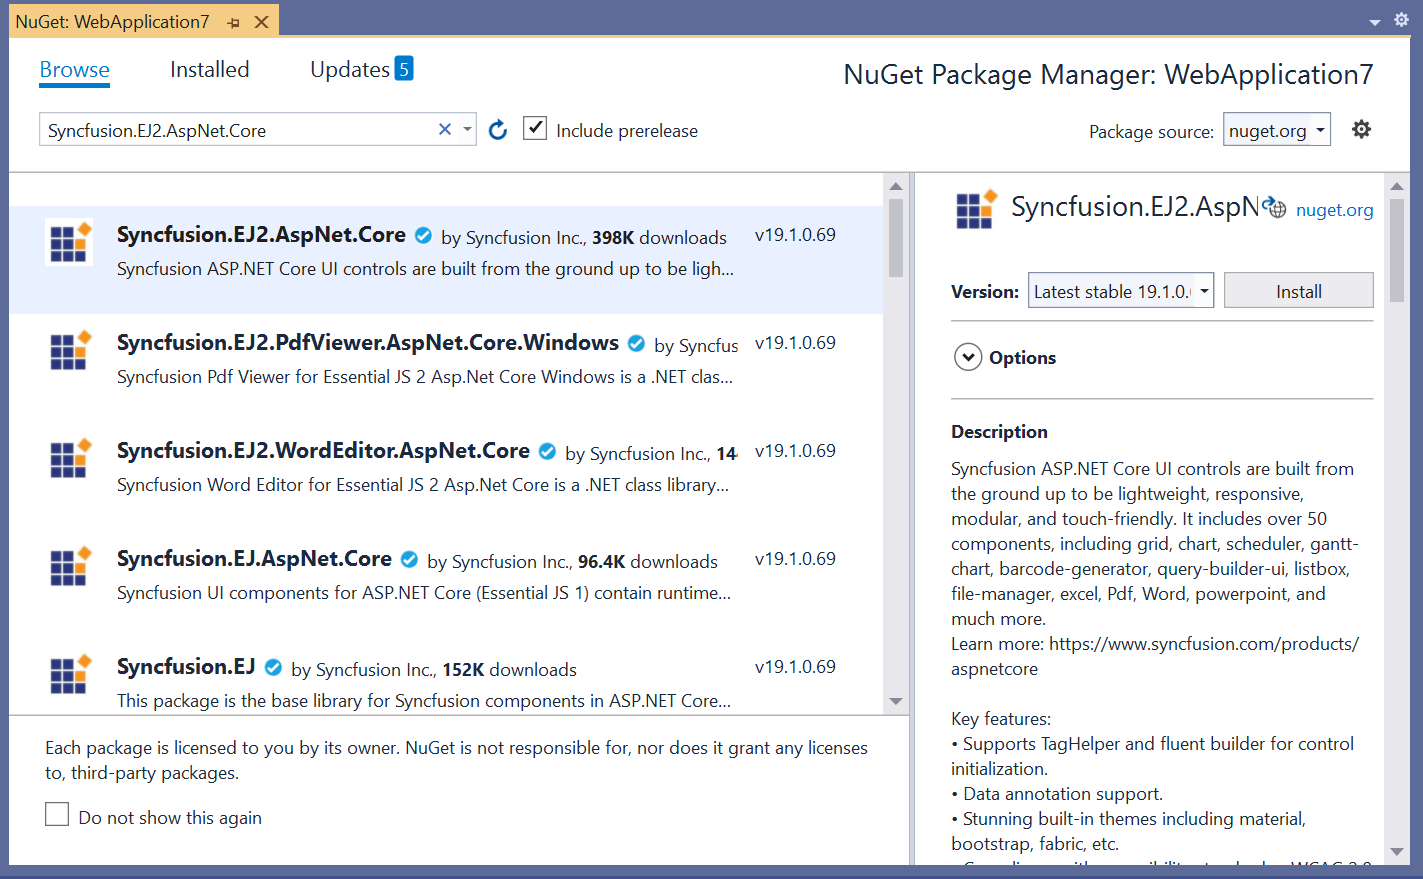 NuGet: WebApplication7
Browse Installed Updates 5
NuGet Package Manager: WebApplication7
Syncfusion.EJ2.AspNet.Core
Include prerelease
Package source: nuget.org
Syncfusion.EJ2.AspNet.Core by Syncfusion Inc., 398K downloads v19.1.0.69
Syncfusion ASP.NET Core UI controls are built from the ground up to be ligh...
Syncfusion.EJ2.PdfViewer.AspNet.Core.Windows by Syncfus v19.1.0.69
Syncfusion Pdf Viewer for Essential JS 2 Asp.Net Core Windows is a .NET clas...
Syncfusion.EJ2.WordEditor.AspNet.Core by Syncfusion Inc., 14 v19.1.0.69
Syncfusion Word Editor for Essential JS 2 Asp.Net Core is a .NET class library...
Syncfusion.EJ.AspNet.Core by Syncfusion Inc., 96.4K downloads v19.1.0.69
Syncfusion UI components for ASP.NET Core (Essential JS 1) contain runtime...
Syncfusion.EJ by Syncfusion Inc., 152K downloads v19.1.0.69
This package is the base library for Syncfusion components in ASP.NET Core...
Each package is licensed to you by its owner. NuGet is not responsible for, nor does it grant any licenses
to, third-party packages.
Do not show this again
Syncfusion.EJ2.AspN nuget.org
Version: Latest stable 19.1.0. Install
Options
Description
Syncfusion ASP.NET Core UI controls are built from
the ground up to be lightweight, responsive,
modular, and touch-friendly. It includes over 50
components, including grid, chart, scheduler, gantt-
chart, barcode-generator, query-builder-ui, listbox,
file-manager, excel, Pdf, Word, powerpoint, and
much more.
Learn more: https://www.syncfusion.com/products/
aspnetcore
Key features:
• Supports TagHelper and fluent builder for control
initialization.
• Data annotation support.
• Stunning built-in themes including material,
bootstrap, fabric, etc.